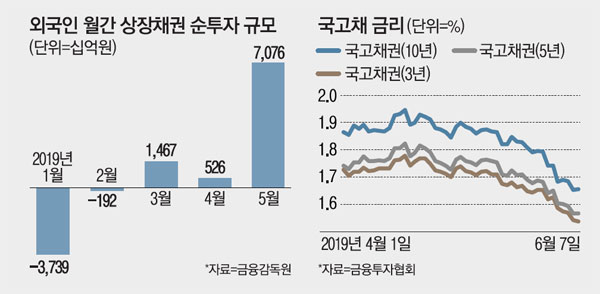 외국인 월간 상장채권 순투자 규모
(단위=십억원)
7,076
2019년
1월
2월
1,467
526
-192
3월
4월
5월
-3,739
*자료=금융감독원
국고채 금리(단위=%)
국고채권(10년) 국고채권(5년)
국고채권(3년)
2.0
1.9
1.8
1.7
1.6
2019년 4월 1일
6월 7일
*자료=금융투자협회